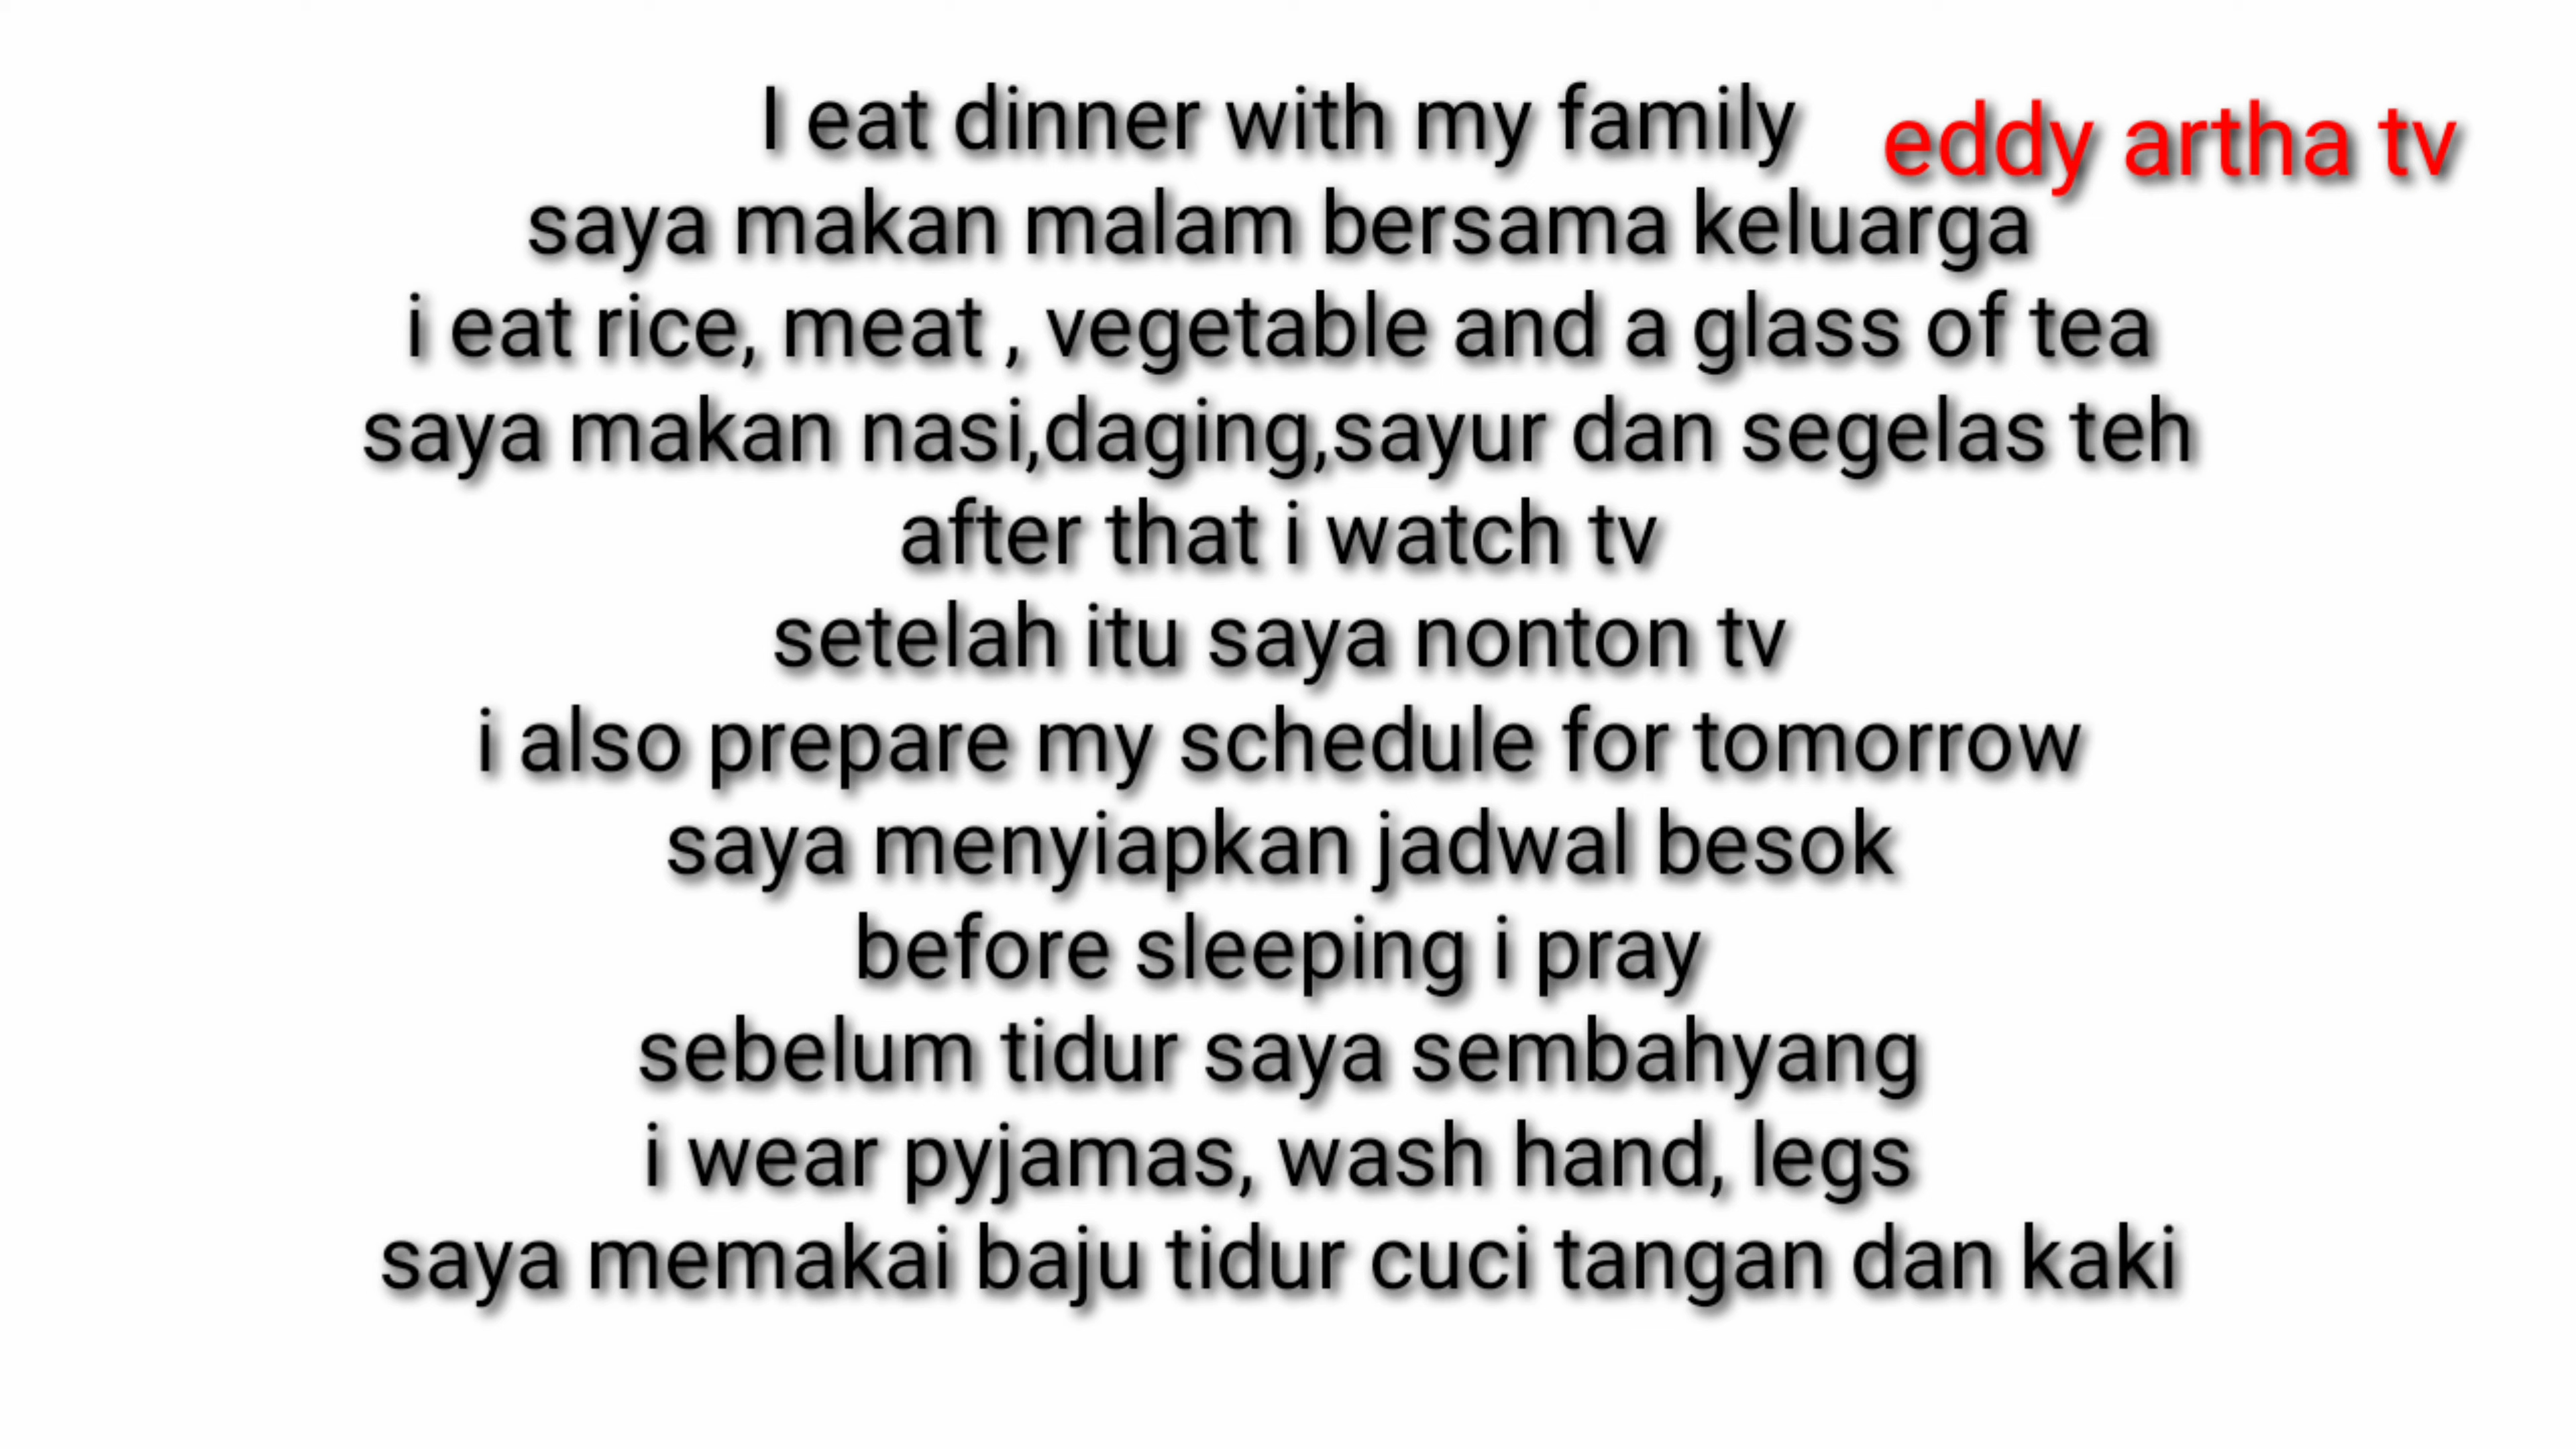 I eat dinner with my family
eddy artha tv
saya makan malam bersama keluarga
i eat rice, meat , vegetable and a glass of tea
saya makan nasi,daging,sayur dan segelas teh
after that i watch tv
setelah itu saya nonton tv
i also prepare my schedule for tomorrow
saya menyiapkan jadwal besok
before sleeping i pray
sebelum tidur saya sembahyang
i wear pyjamas, wash hand, legs
saya memakai baju tidur cuci tangan dan kaki